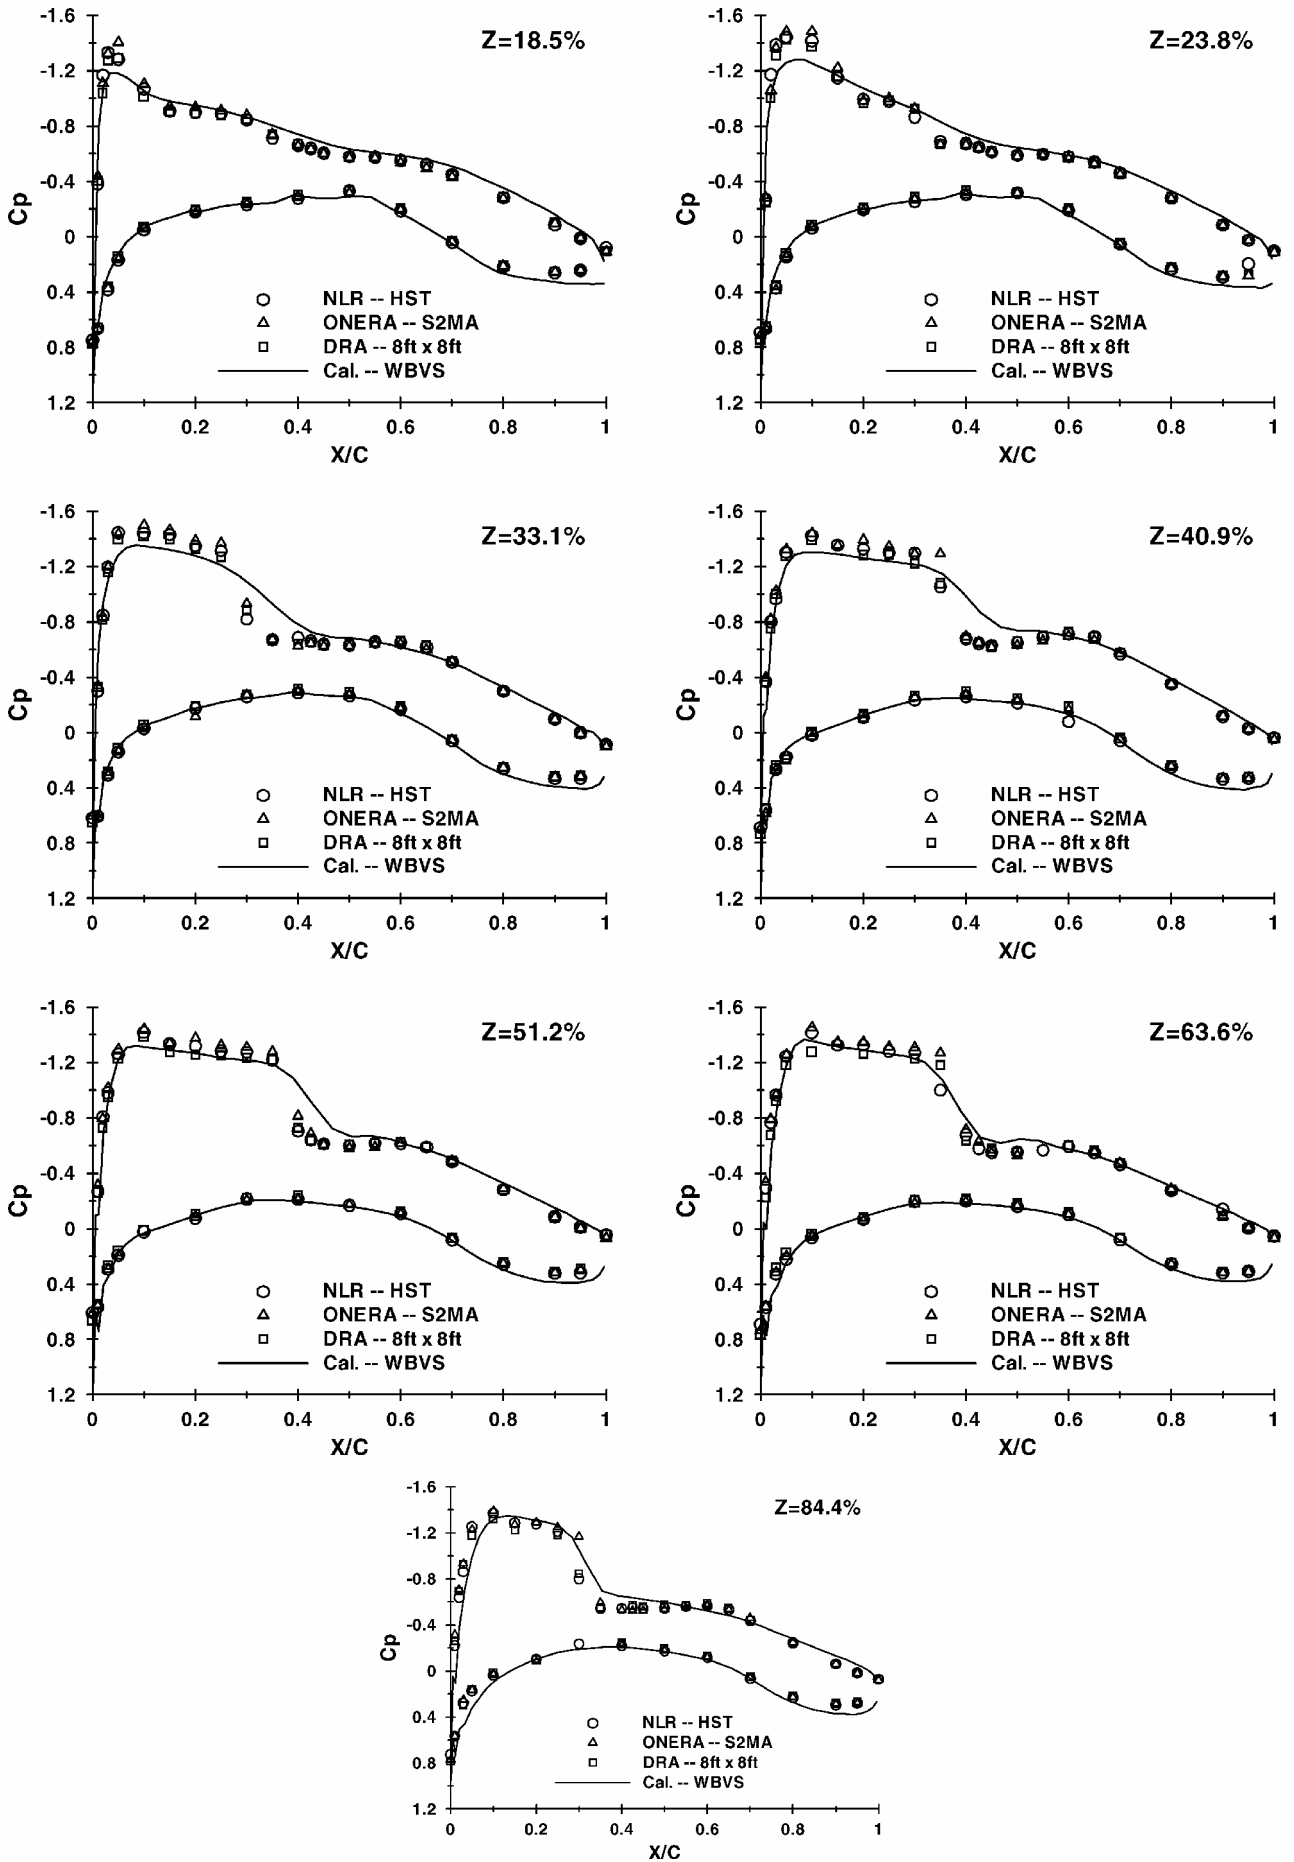 Z=18.5%
-1.6
-1.2
-0.8
-0.4
0
0.4
0.8
1.2
Cp
NLR -- HST
ONERA -- S2MA
DRA -- 8ft x 8ft
Cal. -- WBVS
0 0.2 0.4 0.6 0.8 1
X/C
Z=23.8%
-1.6
-1.2
-0.8
-0.4
0
0.4
0.8
1.2
Cp
NLR -- HST
ONERA -- S2MA
DRA -- 8ft x 8ft
Cal. -- WBVS
0 0.2 0.4 0.6 0.8 1
X/C
Z=33.1%
-1.6
-1.2
-0.8
-0.4
0
0.4
0.8
1.2
Cp
NLR -- HST
ONERA -- S2MA
DRA -- 8ft x 8ft
Cal. -- WBVS
0 0.2 0.4 0.6 0.8 1
X/C
Z=40.9%
-1.6
-1.2
-0.8
-0.4
0
0.4
0.8
1.2
Cp
NLR -- HST
ONERA -- S2MA
DRA -- 8ft x 8ft
Cal. -- WBVS
0 0.2 0.4 0.6 0.8 1
X/C
Z=51.2%
-1.6
-1.2
-0.8
-0.4
0
0.4
0.8
1.2
Cp
NLR -- HST
ONERA -- S2MA
DRA -- 8ft x 8ft
Cal. -- WBVS
0 0.2 0.4 0.6 0.8 1
X/C
Z=63.6%
-1.6
-1.2
-0.8
-0.4
0
0.4
0.8
1.2
Cp
NLR -- HST
ONERA -- S2MA
DRA -- 8ft x 8ft
Cal. -- WBVS
0 0.2 0.4 0.6 0.8 1
X/C
Z=84.4%
-1.6
-1.2
-0.8
-0.4
0
0.4
0.8
1.2
Cp
NLR -- HST
ONERA -- S2MA
DRA -- 8ft x 8ft
Cal. -- WBVS
0 0.2 0.4 0.6 0.8 1
X/C